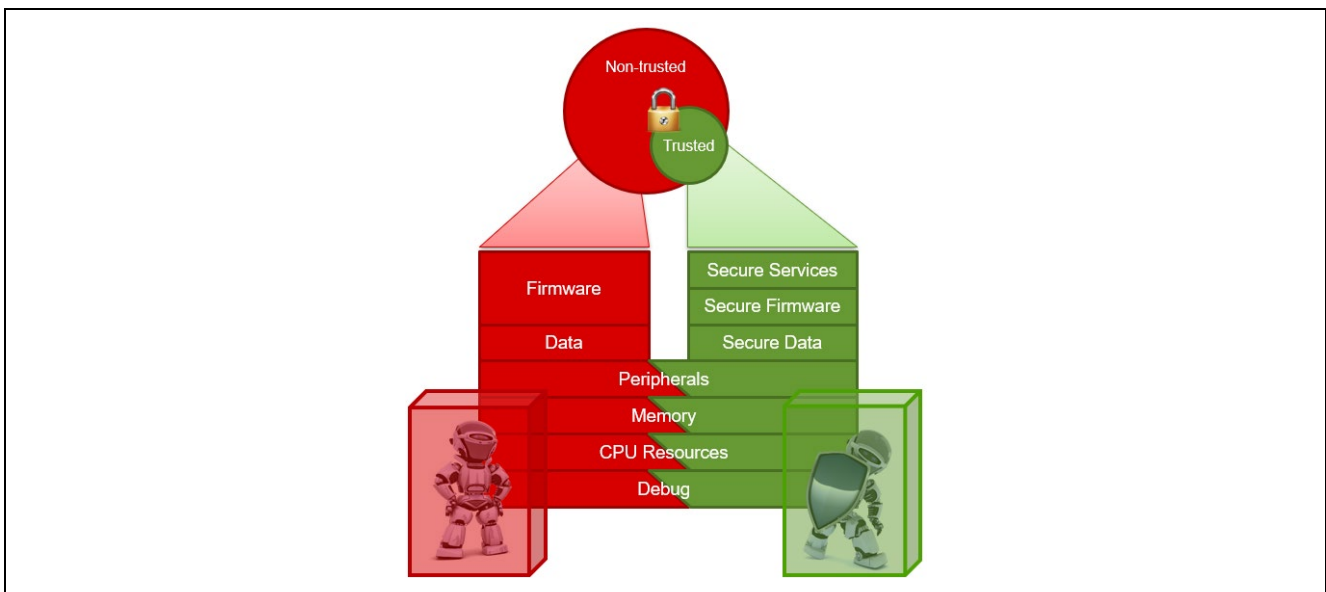 Non-trusted
Trusted
Firmware
Secure Services
Secure Firmware
Data
Secure Data
Peripherals
Memory
CPU Resources
Debug